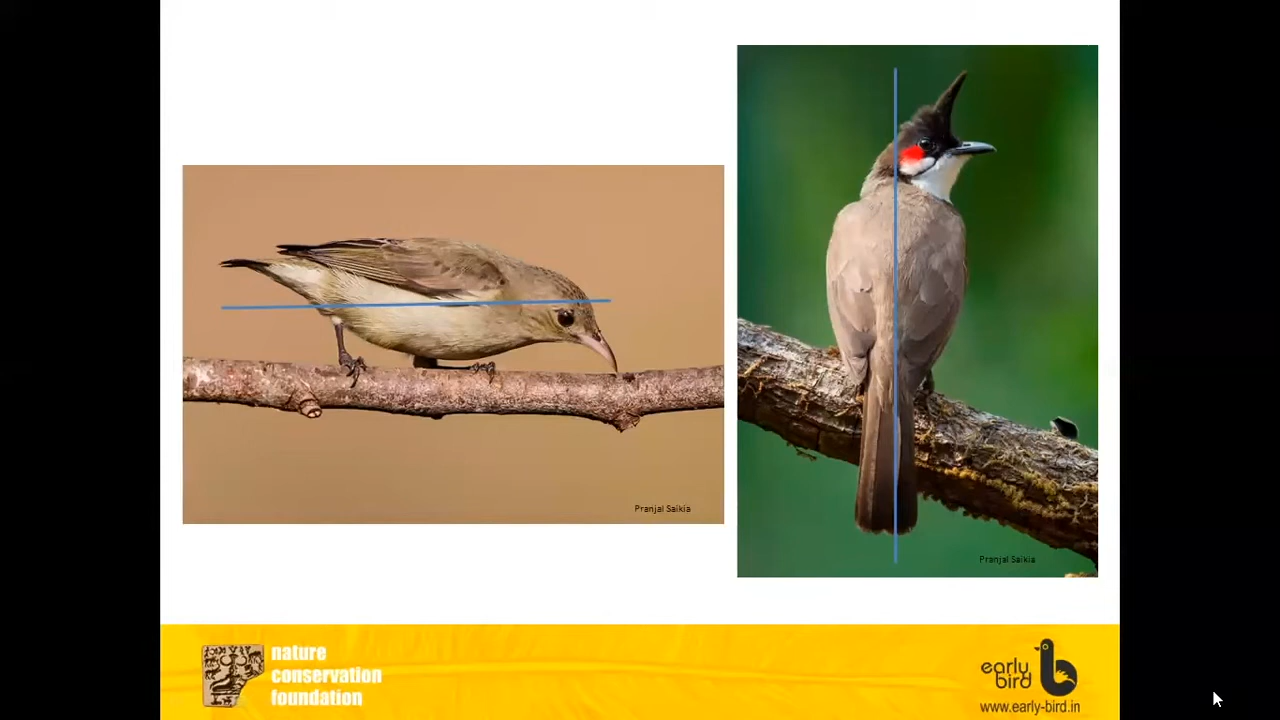 Pranjal Saikia
Pranjal Saikia
nature
conservation
foundation
early
bird
www.early-bird.in